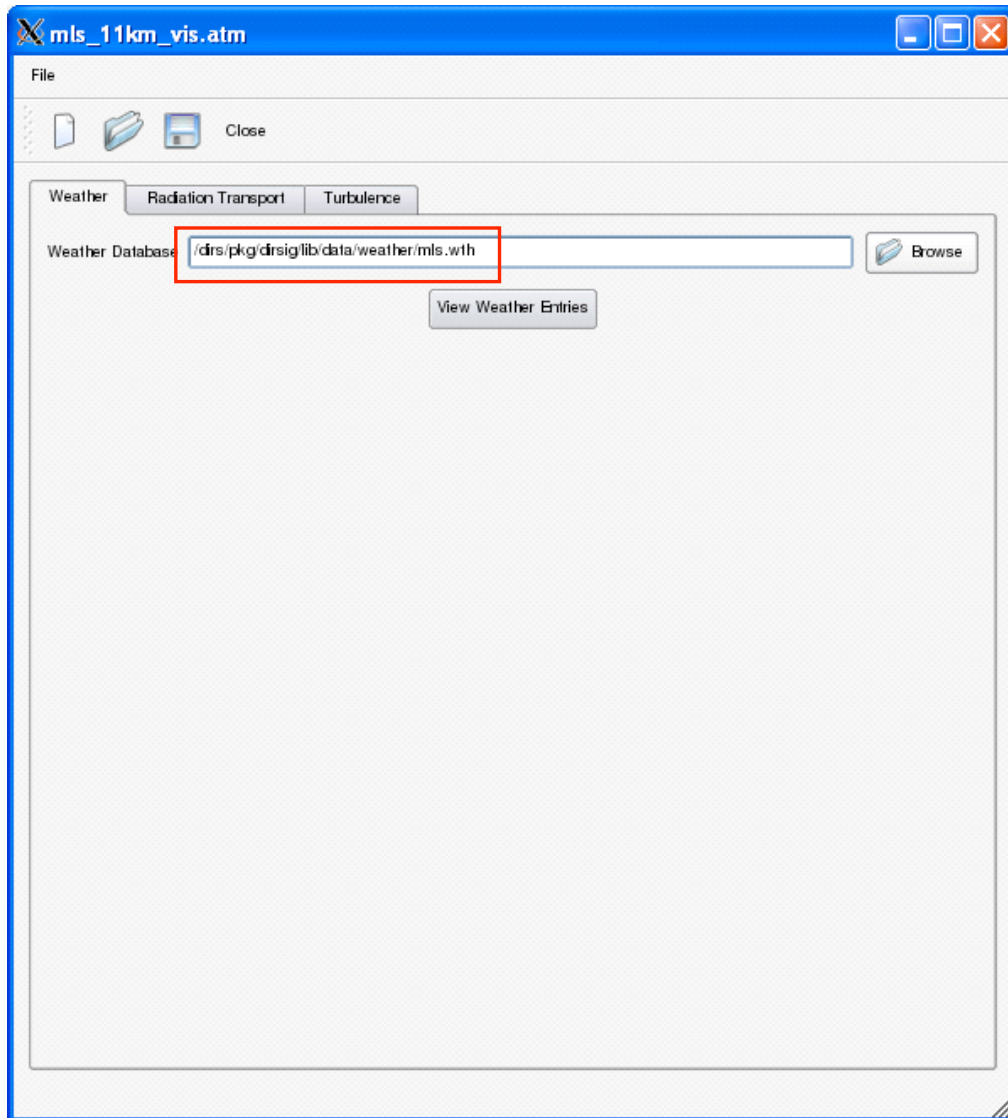 mls_11km_vis.atm
File
Close
Weather Radiation Transport Turbulence
Weather Database /dirs/pkg/dirsig/lib/data/weather/mls.wth Browse
View Weather Entries